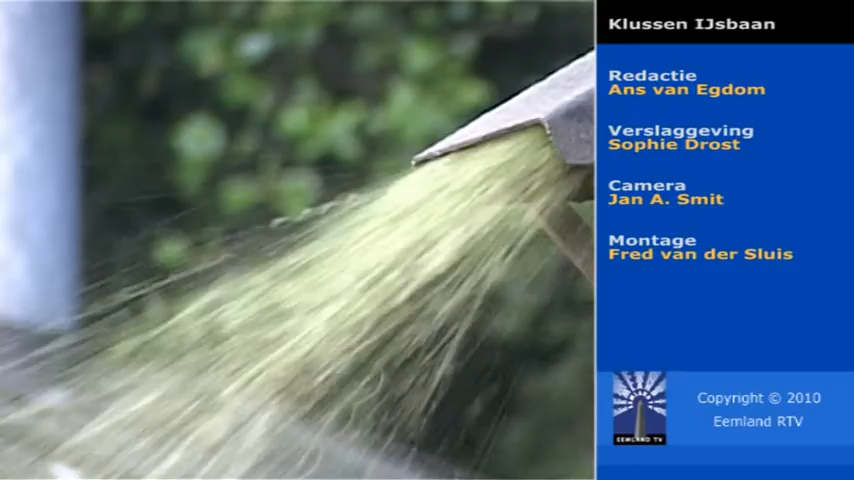 Klussen IJsbaan
Redactie
Ans van Egdom
Verslaggeving
Sophie Drost
Camera
Jan A. Smit
Montage
Fred van der Sluis
Copyright © 2010
Eemland RTV
EEMLAND TV